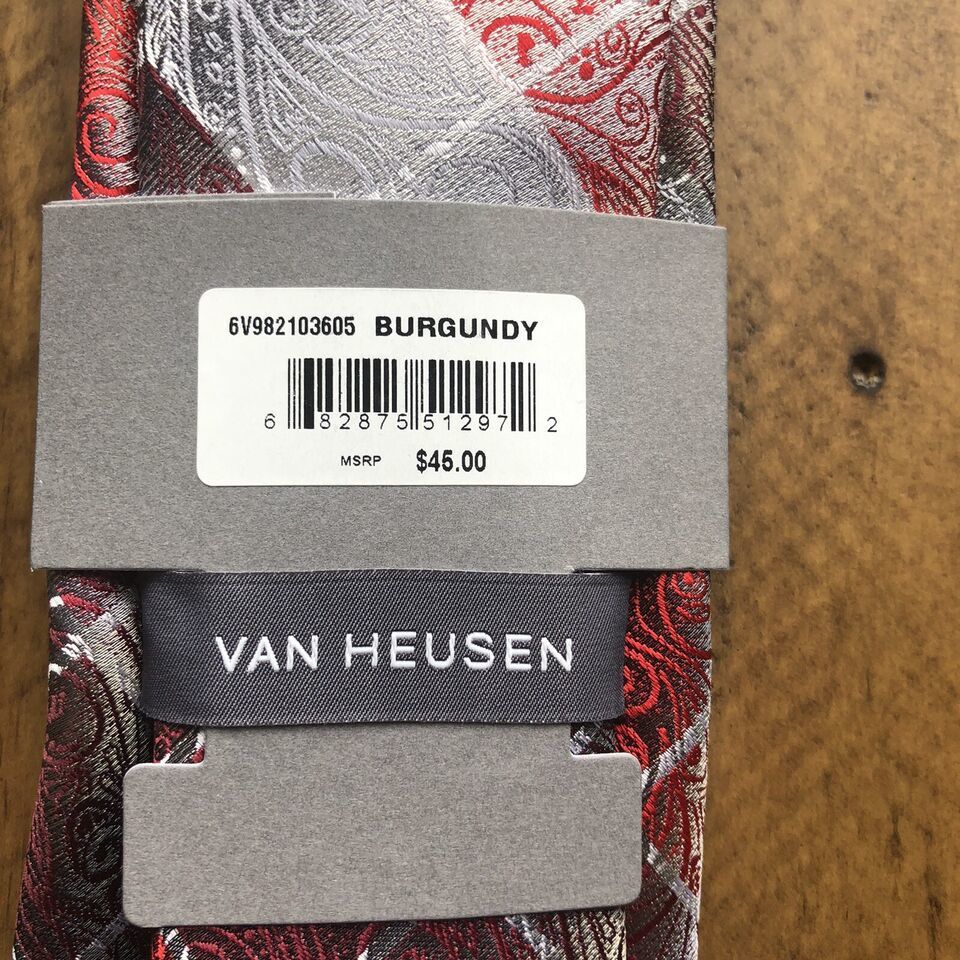 6V982103605 BURGUNDY
6 82875 51297 2
MSRP $45.00
VAN HEUSEN